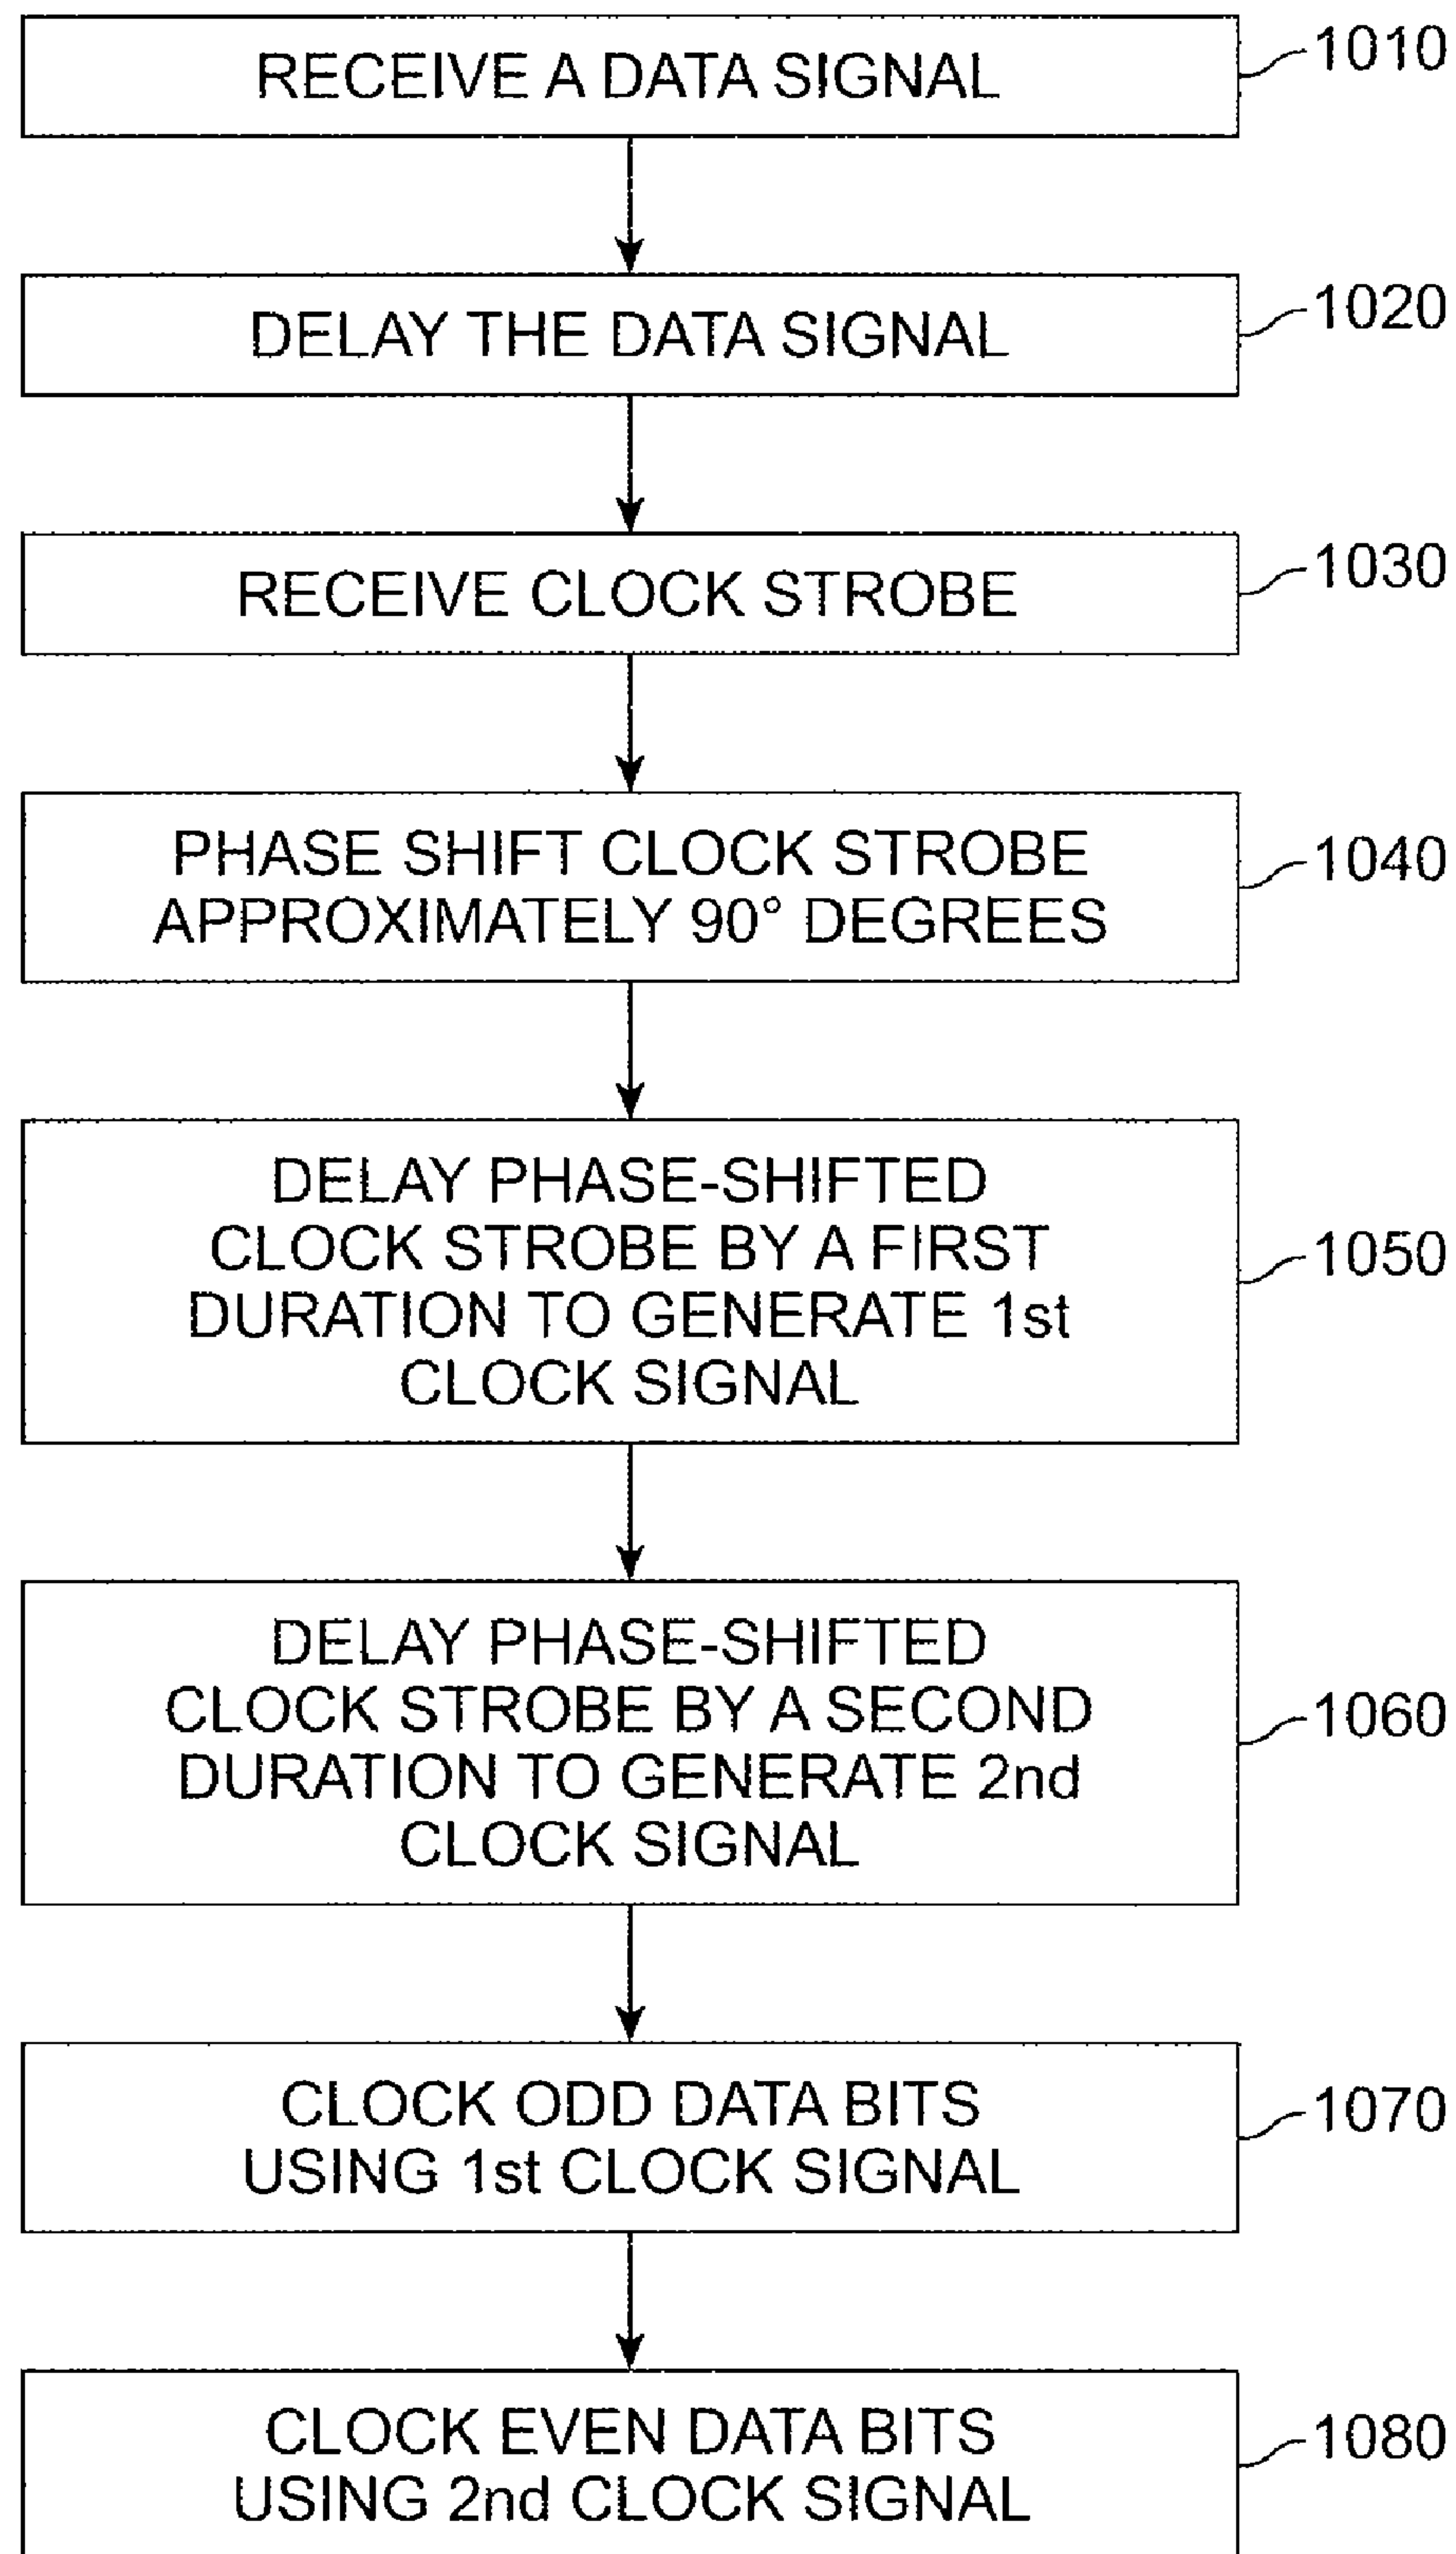 RECEIVE A DATA SIGNAL
1010
DELAY THE DATA SIGNAL
1020
RECEIVE CLOCK STROBE
1030
PHASE SHIFT CLOCK STROBE
APPROXIMATELY 90° DEGREES
1040
DELAY PHASE-SHIFTED
CLOCK STROBE BY A FIRST
DURATION TO GENERATE 1st
CLOCK SIGNAL
1050
DELAY PHASE-SHIFTED
CLOCK STROBE BY A SECOND
DURATION TO GENERATE 2nd
CLOCK SIGNAL
1060
CLOCK ODD DATA BITS
USING 1st CLOCK SIGNAL
1070
CLOCK EVEN DATA BITS
USING 2nd CLOCK SIGNAL
1080